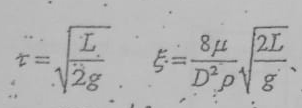 τ = √(L/2g)    ξ = 8μ/(D²ρ) √(2L/g)